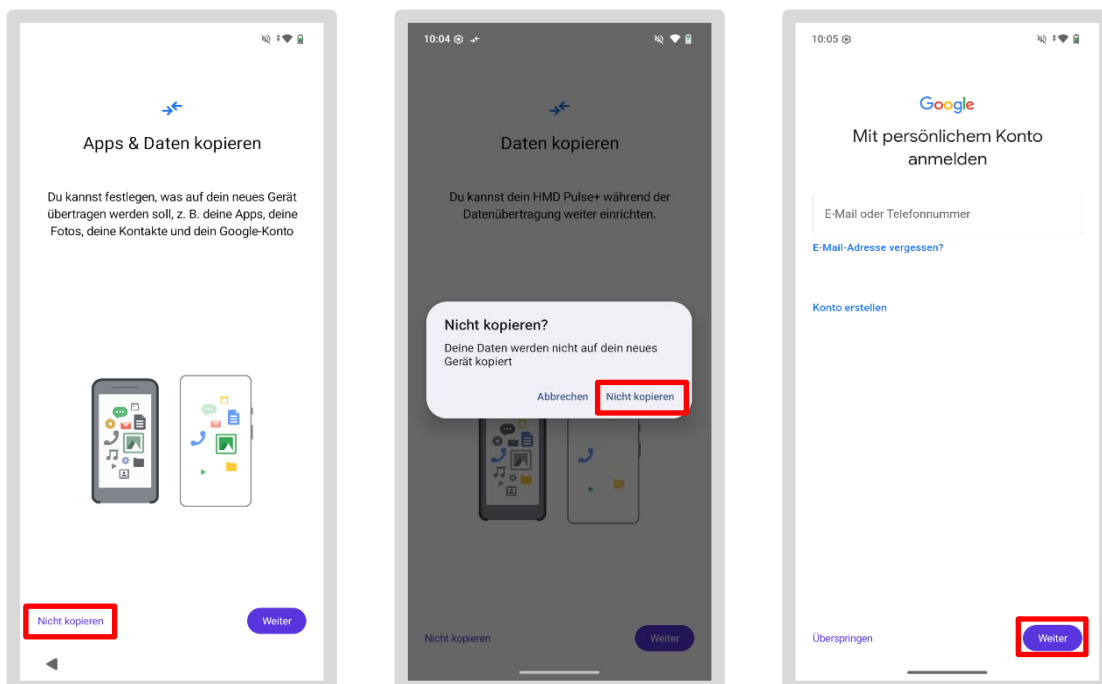 Apps & Daten kopieren
Du kannst festlegen, was auf dein neues Gerät
übertragen werden soll, z. B. deine Apps, deine
Fotos, deine Kontakte und dein Google-Konto
Nicht kopieren
Weiter
10:04
Daten kopieren
Du kannst dein HMD Pulse+ während der
Datenübertragung weiter einrichten.
Nicht kopieren?
Deine Daten werden nicht auf dein neues
Gerät kopiert
Abbrechen Nicht kopieren
Nicht kopieren
Weiter
10:05
Google
Mit persönlichem Konto
anmelden
E-Mail oder Telefonnummer
E-Mail-Adresse vergessen?
Konto erstellen
Überspringen
Weiter